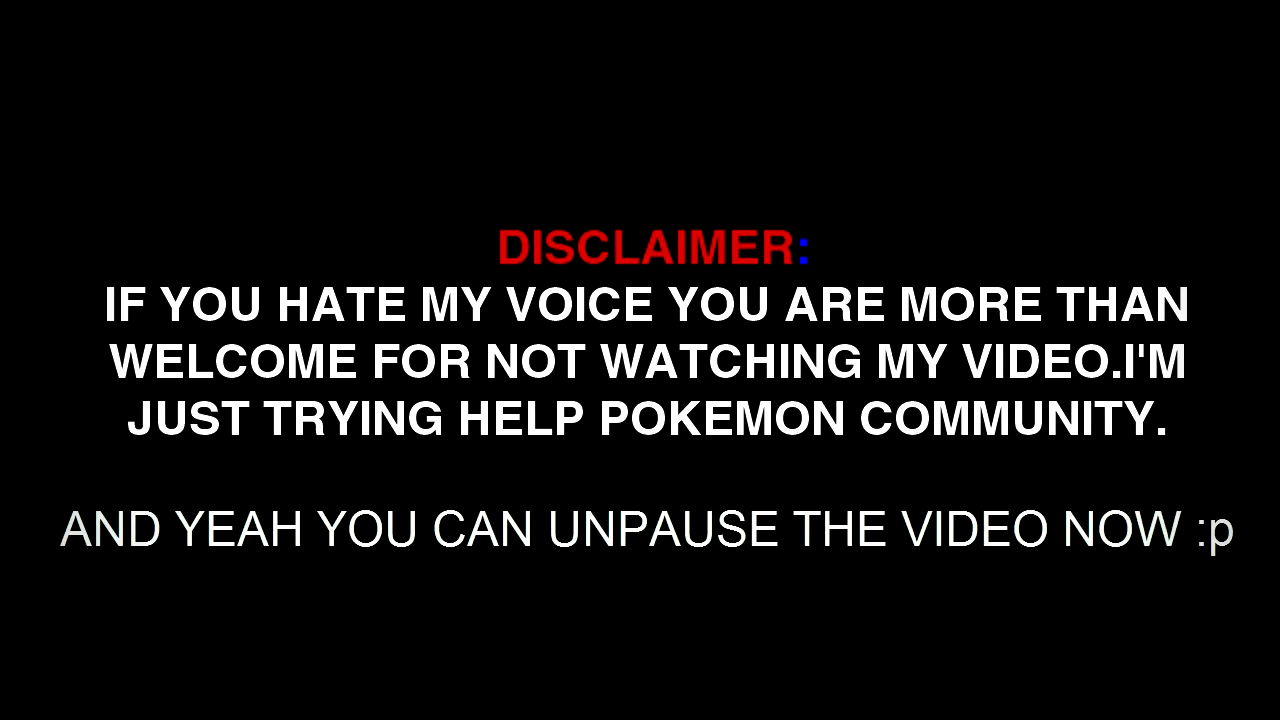 DISCLAIMER:
IF YOU HATE MY VOICE YOU ARE MORE THAN
WELCOME FOR NOT WATCHING MY VIDEO.I'M
JUST TRYING HELP POKEMON COMMUNITY.
AND YEAH YOU CAN UNPAUSE THE VIDEO NOW :p